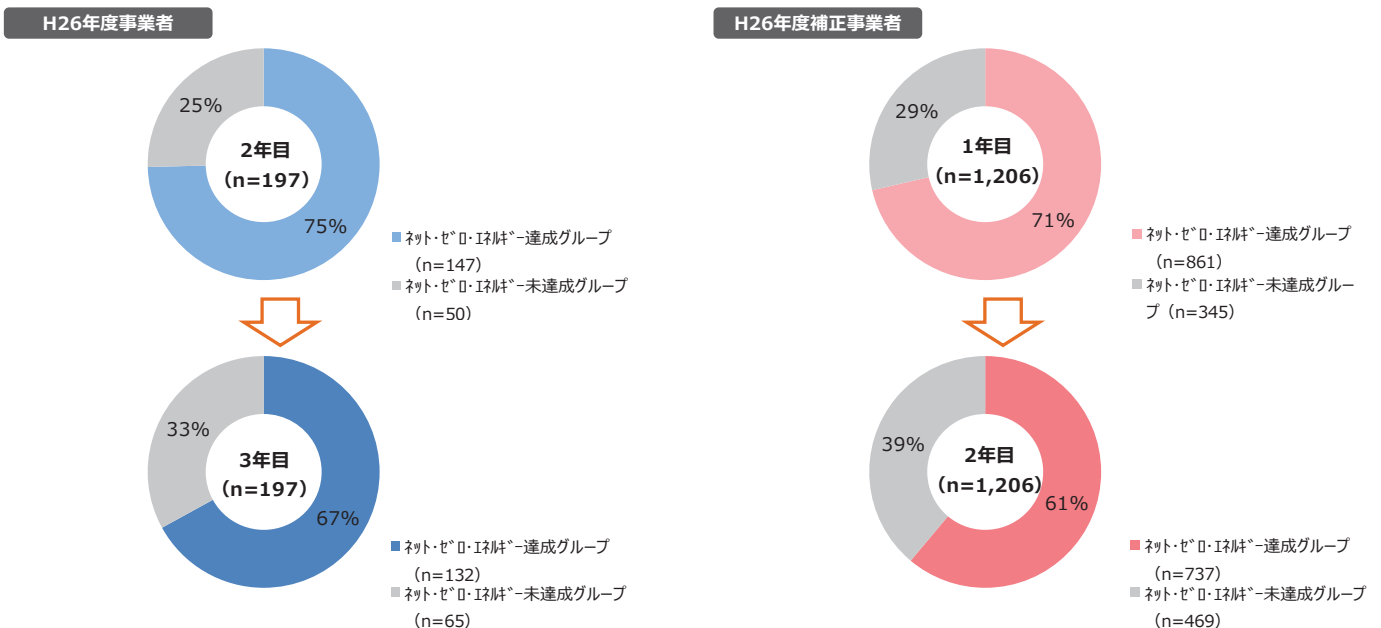 H26年度事業者
25%
2年目
（n=197）
75%
ﾈｯﾄ･ｾﾞﾛ･ｴﾈﾙｷﾞｰ達成グループ
（n=147）
ﾈｯﾄ･ｾﾞﾛ･ｴﾈﾙｷﾞｰ未達成グループ
（n=50）
33%
3年目
（n=197）
67%
ﾈｯﾄ･ｾﾞﾛ･ｴﾈﾙｷﾞｰ達成グループ
（n=132）
ﾈｯﾄ･ｾﾞﾛ･ｴﾈﾙｷﾞｰ未達成グループ
（n=65）
H26年度補正事業者
29%
1年目
（n=1,206）
71%
ﾈｯﾄ･ｾﾞﾛ･ｴﾈﾙｷﾞｰ達成グループ
（n=861）
ﾈｯﾄ･ｾﾞﾛ･ｴﾈﾙｷﾞｰ未達成グルー
プ（n=345）
39%
2年目
（n=1,206）
61%
ﾈｯﾄ･ｾﾞﾛ･ｴﾈﾙｷﾞｰ達成グループ
（n=737）
ﾈｯﾄ･ｾﾞﾛ･ｴﾈﾙｷﾞｰ未達成グループ
（n=469）